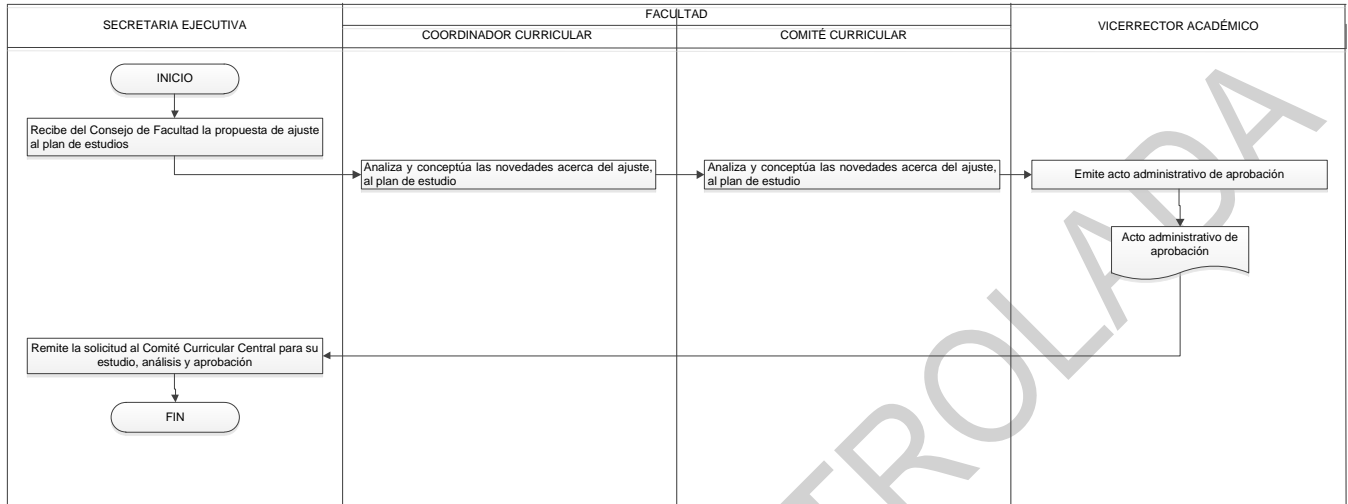 SECRETARIA EJECUTIVA
FACULTAD
COORDINADOR CURRICULAR
COMITÉ CURRICULAR
VICERRECTOR ACADÉMICO
INICIO
Recibe del Consejo de Facultad la propuesta de ajuste
al plan de estudios
Analiza y conceptúa las novedades acerca del ajuste,
al plan de estudio
Analiza y conceptúa las novedades acerca del ajuste,
al plan de estudio
Emite acto administrativo de aprobación
Acto administrativo de
aprobación
Remite la solicitud al Comité Curricular Central para su
estudio, análisis y aprobación
FIN
TROLADA